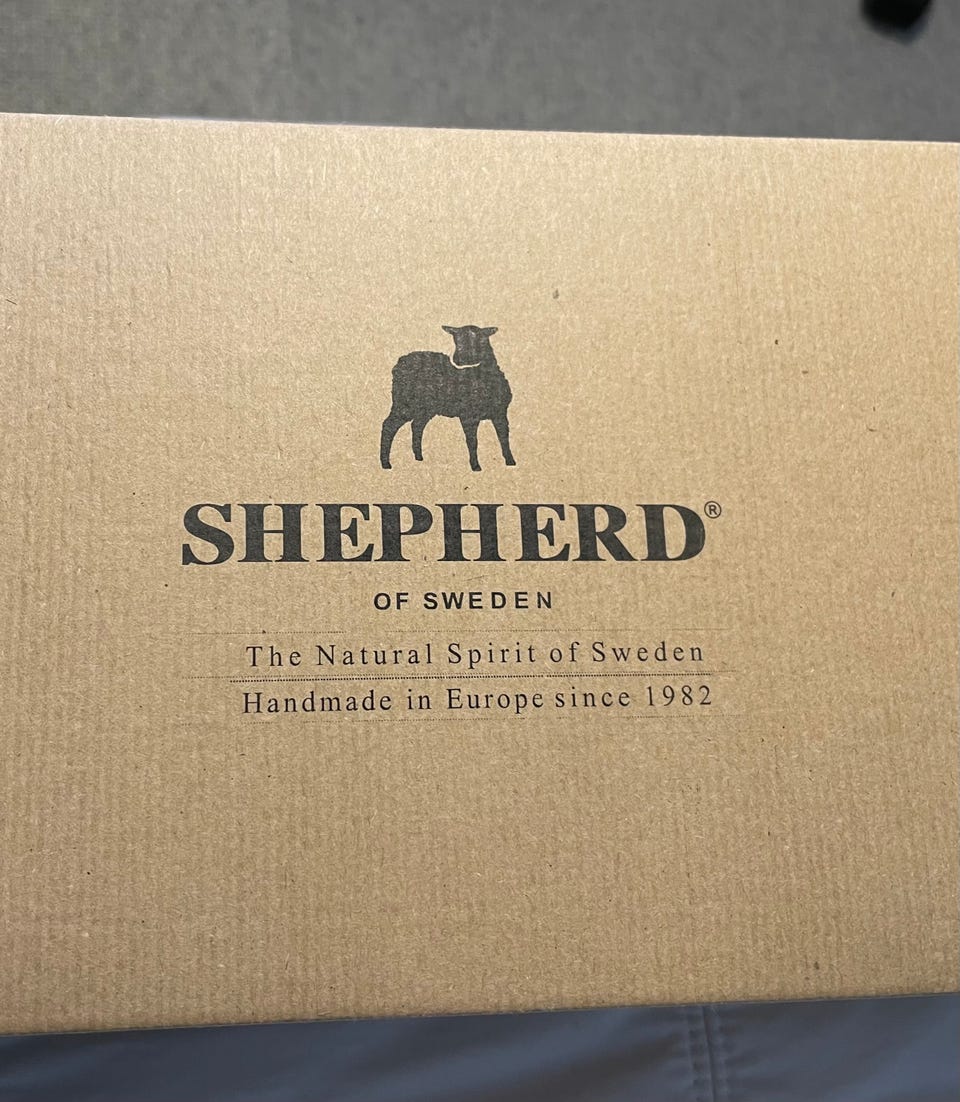 SHEPHERD®
OF SWEDEN
The Natural Spirit of Sweden
Handmade in Europe since 1982